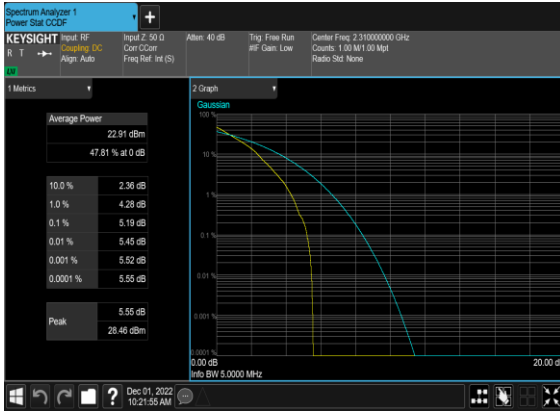 Spectrum Analyzer 1
Power Stat CCDF
KEYSIGHT
R T
Input: RF
Coupling: DC
Align: Auto
Input Z: 50 Ω
Corr CCorr
Freq Ref: Int (S)
Atten: 40 dB
Trig: Free Run
#IF Gain: Low
Center Freq: 2.310000000 GHz
Counts: 1.00 M/1.00 Mpt
Radio Std: None
1 Metrics
Average Power
22.91 dBm
47.81 % at 0 dB
10.0 % 2.36 dB
1.0 % 4.28 dB
0.1 % 5.19 dB
0.01 % 5.45 dB
0.001 % 5.52 dB
0.0001 % 5.55 dB
Peak
5.55 dB
28.46 dBm
2 Graph
Gaussian
100 %
10 %
1 %
0.1 %
0.01 %
0.001 %
0.0001 %
0.00 dB
20.00 d
Info BW 5.0000 MHz
Dec 01, 2022
10:21:55 AM